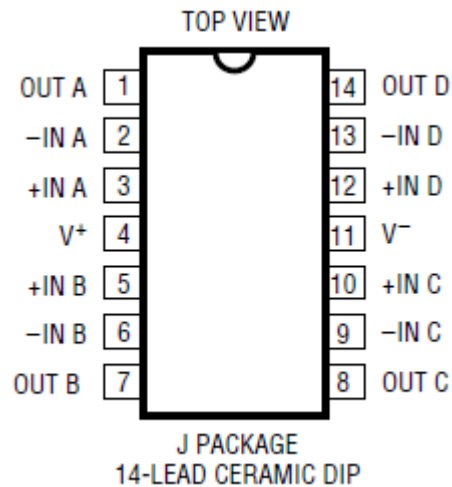 TOP VIEW
OUT A 1 14 OUT D
–IN A 2 13 –IN D
+IN A 3 12 +IN D
V+ 4 11 V–
+IN B 5 10 +IN C
–IN B 6 9 –IN C
OUT B 7 8 OUT C
J PACKAGE
14-LEAD CERAMIC DIP